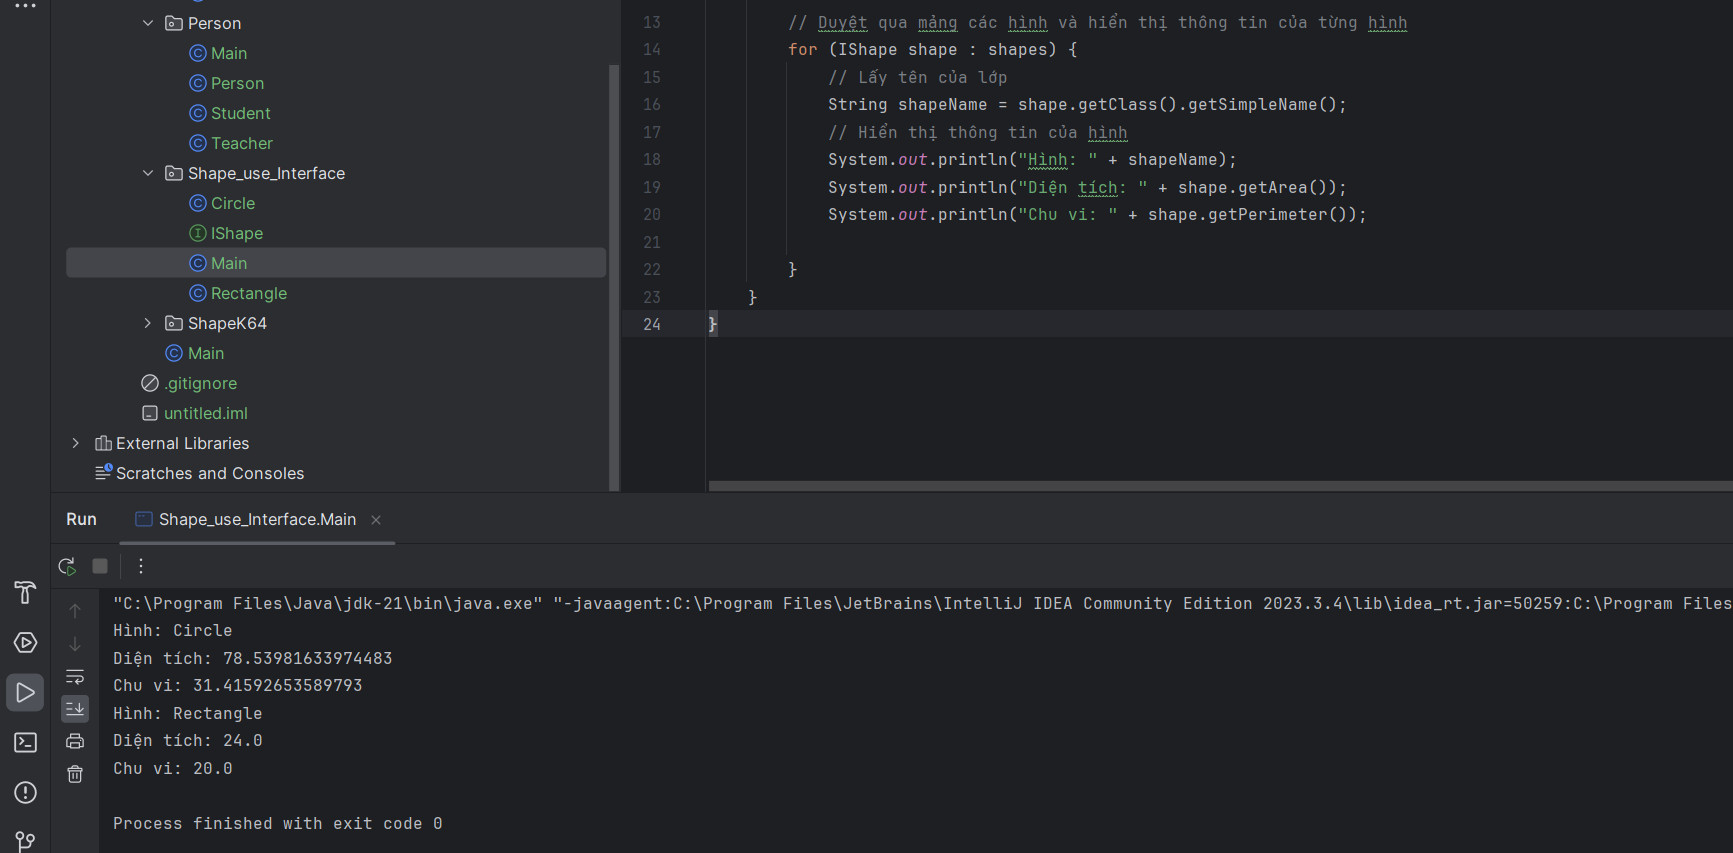 Person
Main
Person
Student
Teacher
Shape_use_Interface
Circle
IShape
Main
Rectangle
ShapeK64
Main
.gitignore
untitled.iml
External Libraries
Scratches and Consoles
13 // Duyệt qua mảng các hình và hiển thị thông tin của từng hình
14 for (IShape shape : shapes) {
15 // Lấy tên của lớp
16 String shapeName = shape.getClass().getSimpleName();
17 // Hiển thị thông tin của hình
18 System.out.println("Hình: " + shapeName);
19 System.out.println("Diện tích: " + shape.getArea());
20 System.out.println("Chu vi: " + shape.getPerimeter());
21
22 }
23 }
24 }
Run Shape_use_Interface.Main
"C:\Program Files\Java\jdk-21\bin\java.exe" "-javaagent:C:\Program Files\JetBrains\IntelliJ IDEA Community Edition 2023.3.4\lib\idea_rt.jar=50259:C:\Program Files
Hình: Circle
Diện tích: 78.53981633974483
Chu vi: 31.41592653589793
Hình: Rectangle
Diện tích: 24.0
Chu vi: 20.0
Process finished with exit code 0